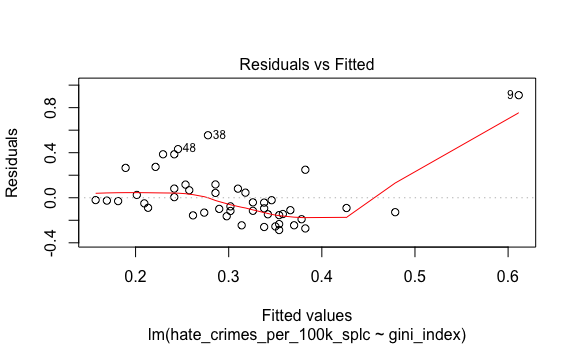 Residuals vs Fitted
Residuals
-0.4 0.0 0.4 0.8
9
38
48
0.2 0.3 0.4 0.5 0.6
Fitted values
lm(hate_crimes_per_100k_splc ~ gini_index)